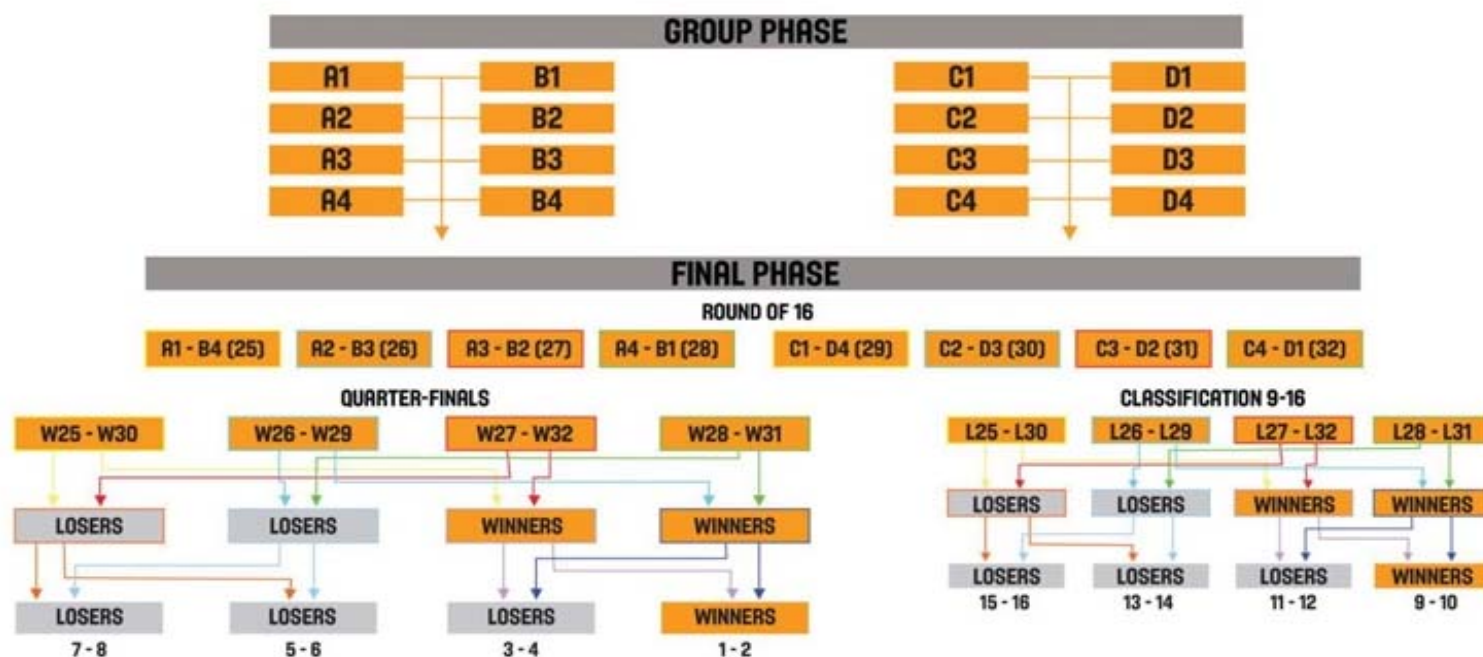 GROUP PHASE
A1 B1 C1 D1
A2 B2 C2 D2
A3 B3 C3 D3
A4 B4 C4 D4
FINAL PHASE
ROUND OF 16
A1 - B4 (25) A2 - B3 (26) A3 - B2 (27) A4 - B1 (28) C1 - D4 (29) C2 - D3 (30) C3 - D2 (31) C4 - D1 (32)
QUARTER-FINALS CLASSIFICATION 9-16
W25 - W30 W26 - W29 W27 - W32 W28 - W31 L25 - L30 L26 - L29 L27 - L32 L28 - L31
LOSERS LOSERS WINNERS WINNERS LOSERS LOSERS WINNERS WINNERS
LOSERS LOSERS LOSERS WINNERS LOSERS LOSERS LOSERS WINNERS
7 - 8 5 - 6 3 - 4 1 - 2 15 - 16 13 - 14 11 - 12 9 - 10